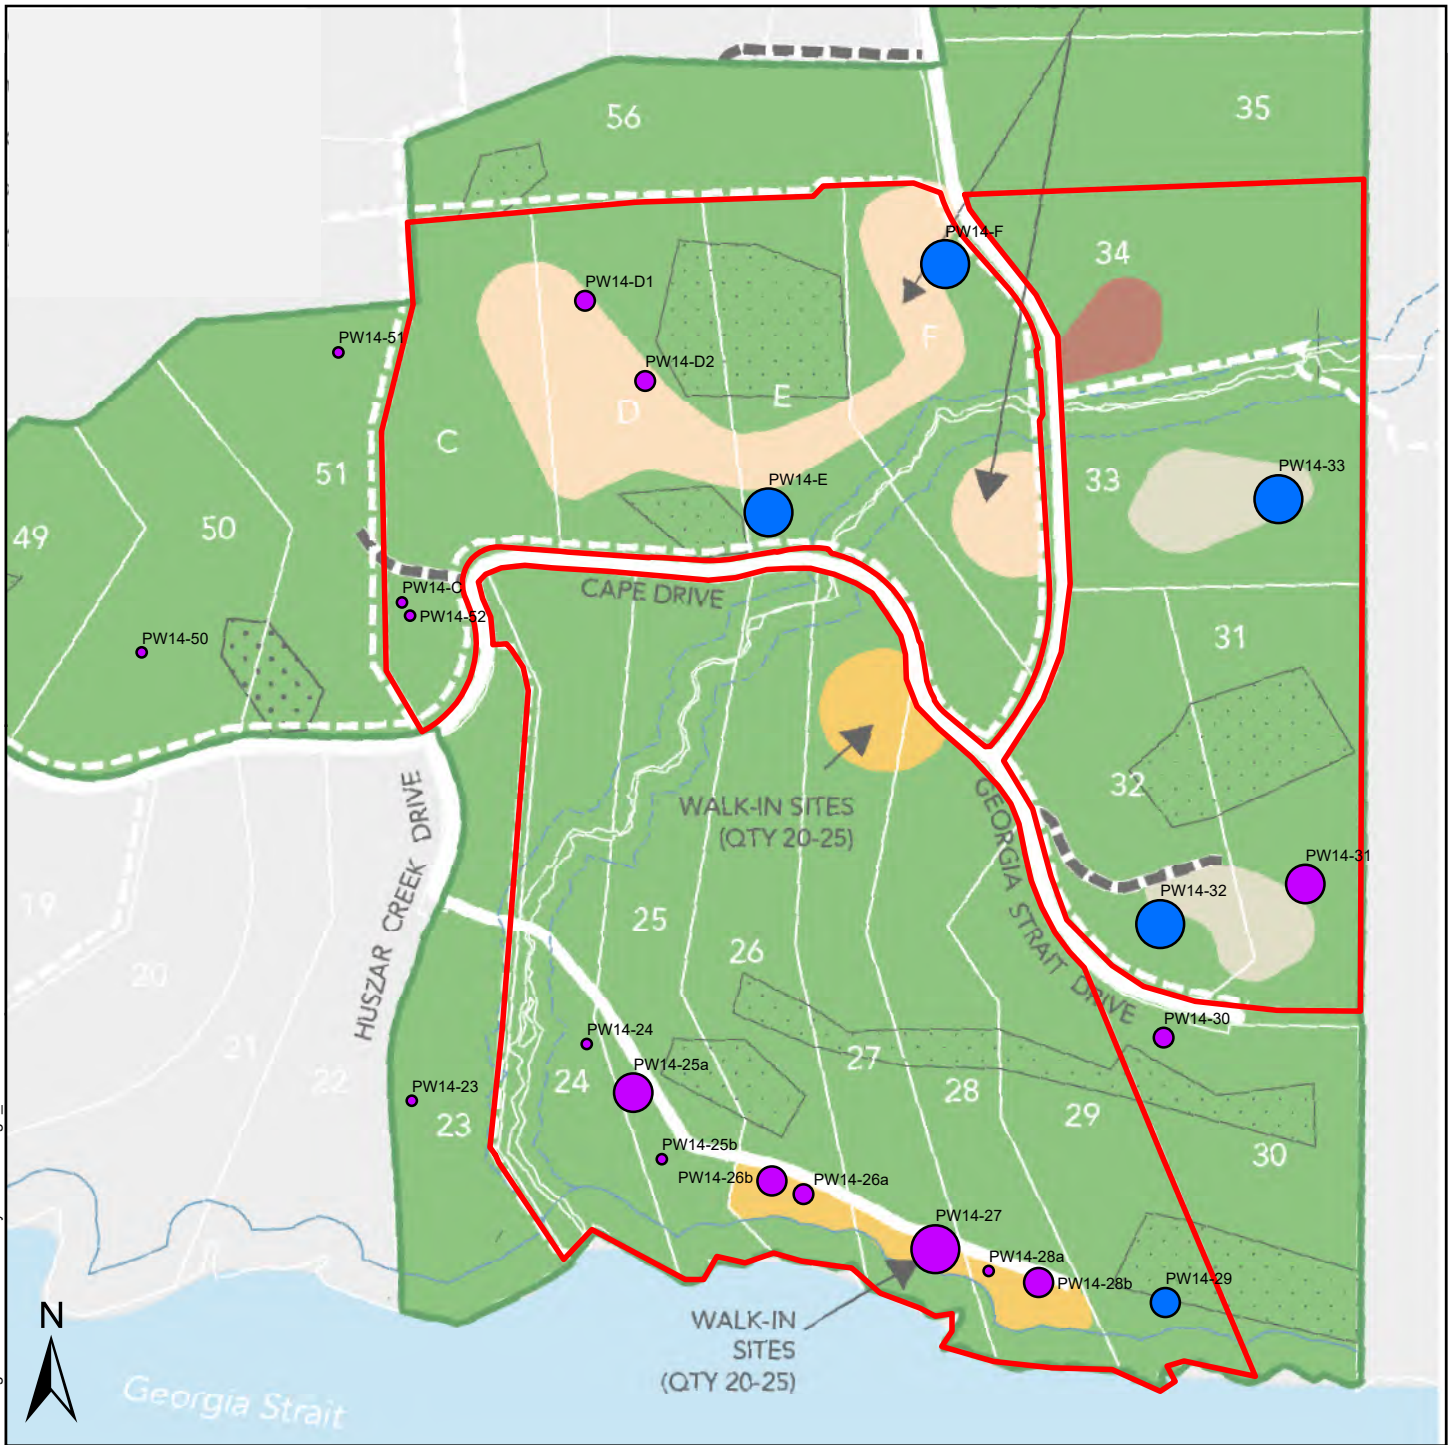 56
35
PW14-F
34
PW14-D1
PW14-51
F
PW14-D2
E
D
C
51
PW14-33
33
PW14-E
50
49
CAPE DRIVE
PW14-C
PW14-52
PW14-50
31
32
WALK-IN SITES
(QTY 20-25)
HUSZAR CREEK DRIVE
GEORGIA STRAIT DRIVE
PW14-31
PW14-32
19
25
26
20
21
22
PW14-30
PW14-24
27
PW14-25a
24
28
29
PW14-23
23
30
PW14-25b
PW14-26b
PW14-26a
PW14-27
PW14-28a
PW14-28b
PW14-29
WALK-IN
SITES
(QTY 20-25)
N
Georgia Strait